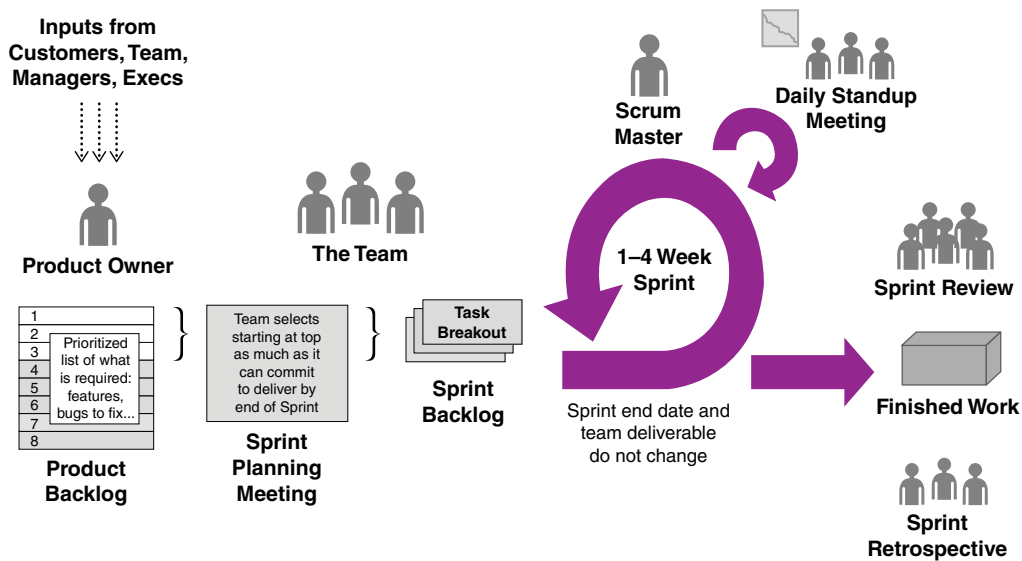 Inputs from
Customers, Team,
Managers, Execs
Product Owner
The Team
Scrum
Master
Daily Standup
Meeting
1–4 Week
Sprint
Sprint Review
1
2
3
4
5
6
7
8
Prioritized
list of what
is required:
features,
bugs to fix...
Product
Backlog
Team selects
starting at top
as much as it
can commit
to deliver by
end of Sprint
Sprint
Planning
Meeting
Task
Breakout
Sprint
Backlog
Sprint end date and
team deliverable
do not change
Finished Work
Sprint
Retrospective